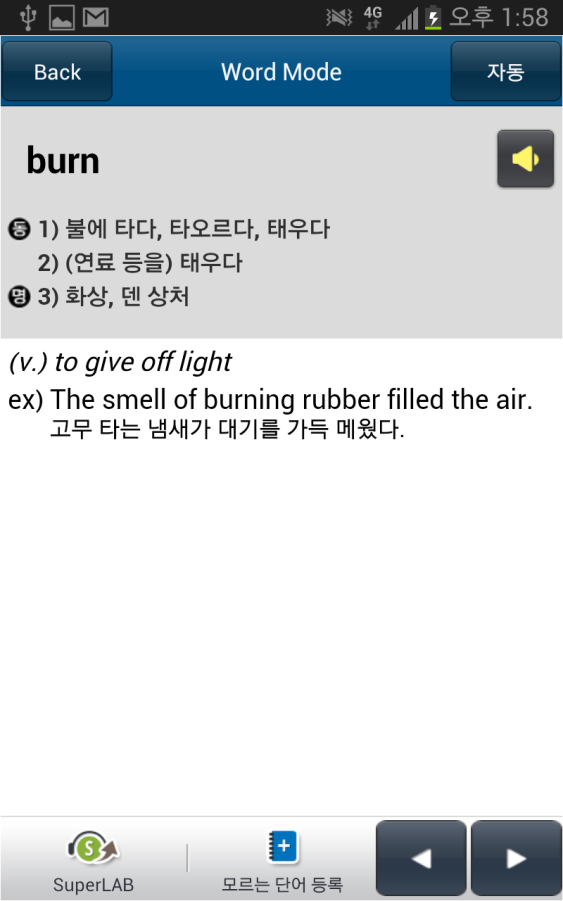 4G 오후 1:58
Back Word Mode 자동
burn
동 1) 불에 타다, 타오르다, 태우다
2) (연료 등을) 태우다
명 3) 화상, 덴 상처
(v.) to give off light
ex) The smell of burning rubber filled the air.
고무 타는 냄새가 대기를 가득 메웠다.
S
SuperLAB 모르는 단어 등록